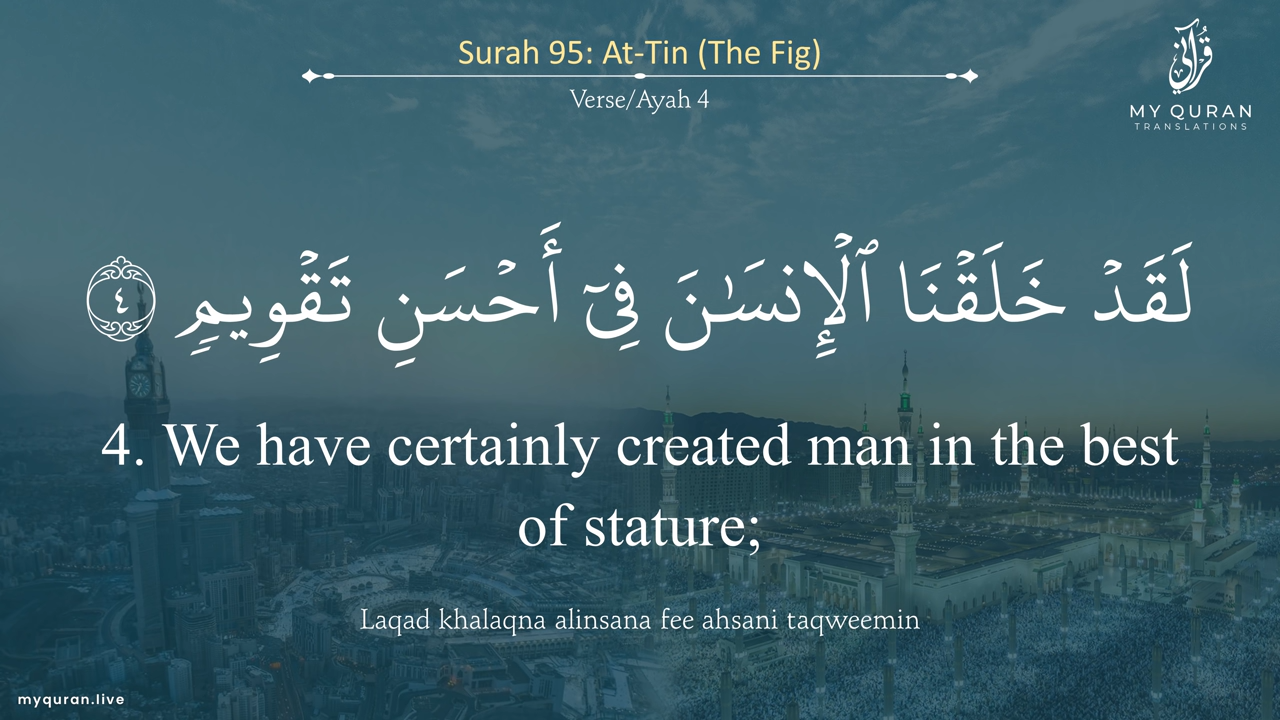 Surah 95: At-Tin (The Fig)
Verse/Ayah 4
قرآني
MY QURAN
TRANSLATIONS
لَقَدۡ خَلَقۡنَا ٱلۡإِنسَـٰنَ فِیۤ أَحۡسَنِ تَقۡوِیمࣲ ٤
4. We have certainly created man in the best
of stature;
Laqad khalaqna alinsana fee ahsani taqweemin
myquran.live